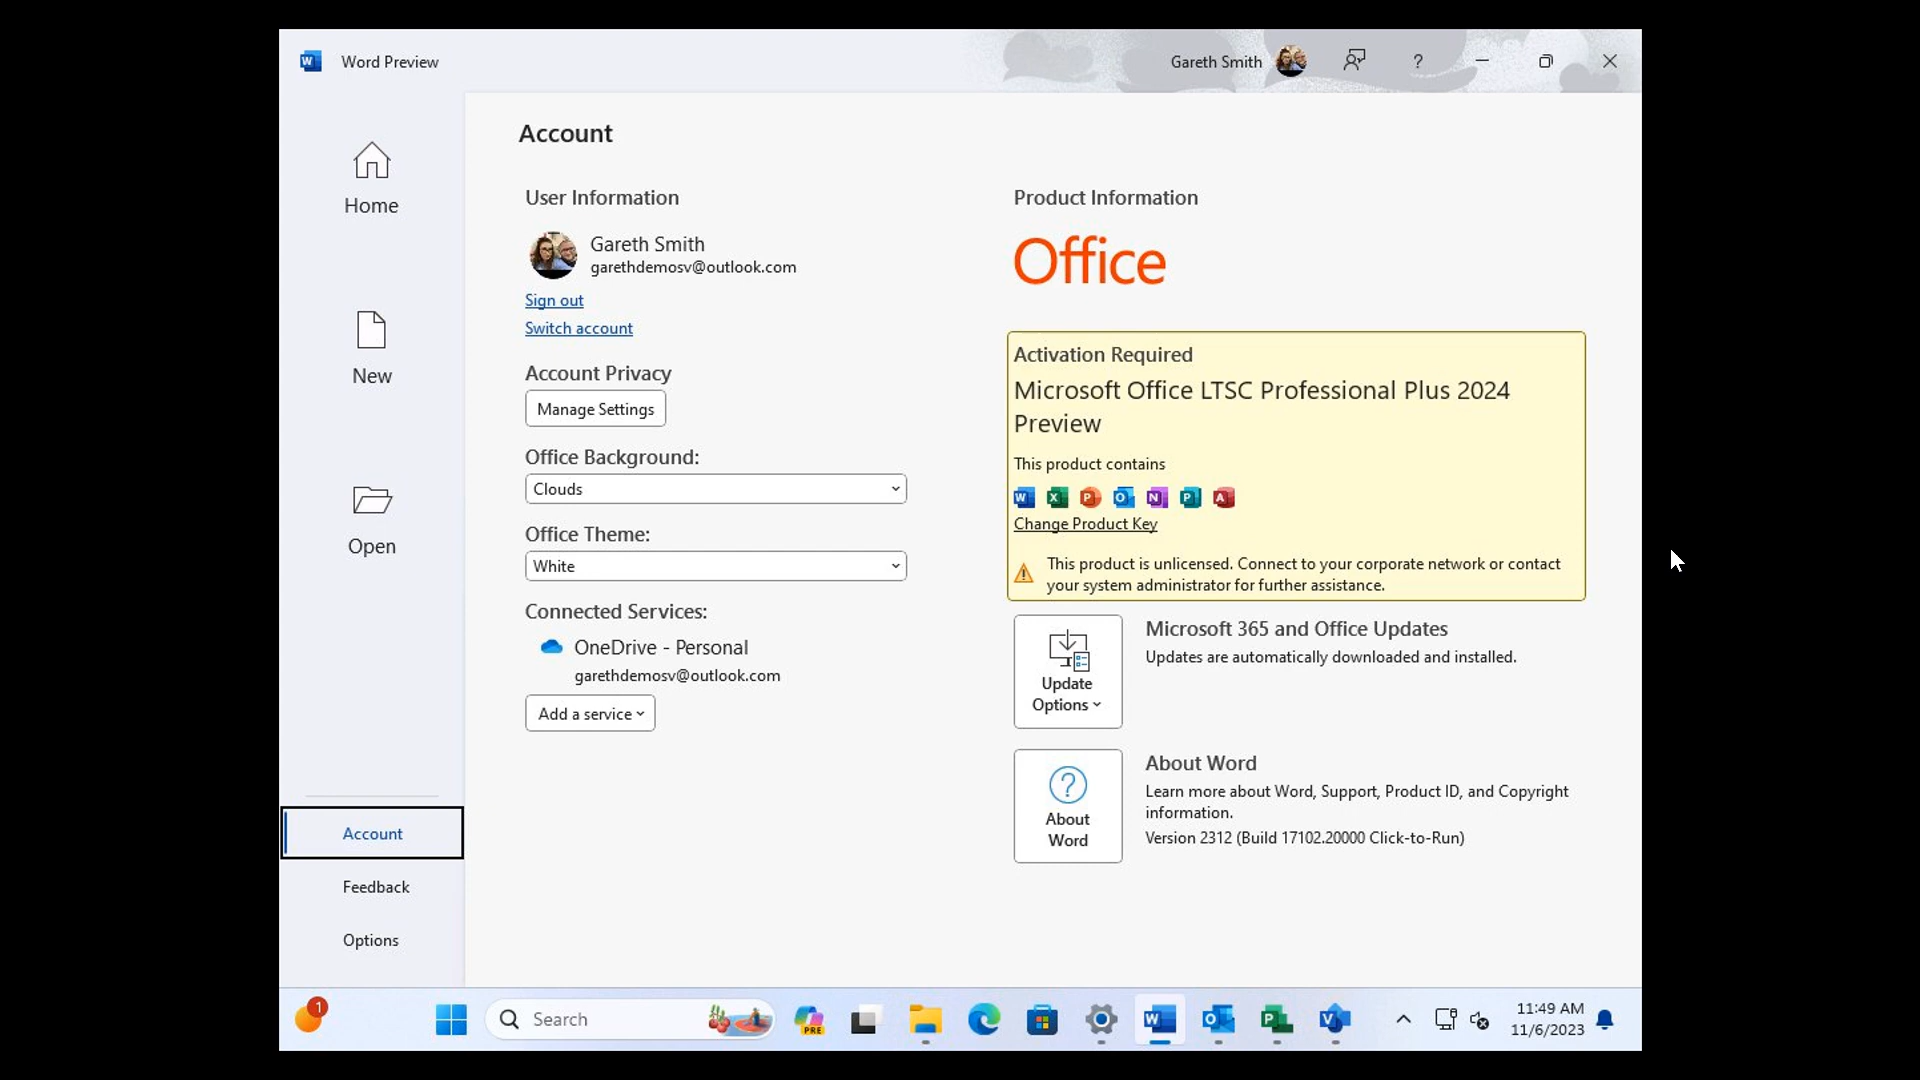 Word Preview
Gareth Smith
?
Home
New
Open
Account
Feedback
Options
Account
User Information
Gareth Smith
garethdemosv@outlook.com
Sign out
Switch account
Account Privacy
Manage Settings
Office Background:
Clouds
Office Theme:
White
Connected Services:
OneDrive - Personal
garethdemosv@outlook.com
Add a service
Product Information
Office
Activation Required
Microsoft Office LTSC Professional Plus 2024
Preview
This product contains
W X P O N P A
Change Product Key
This product is unlicensed. Connect to your corporate network or contact
your system administrator for further assistance.
Update
Options
Microsoft 365 and Office Updates
Updates are automatically downloaded and installed.
?
About
Word
About Word
Learn more about Word, Support, Product ID, and Copyright
information.
Version 2312 (Build 17102.20000 Click-to-Run)
1
Search
PRE
W O P V
11:49 AM
11/6/2023